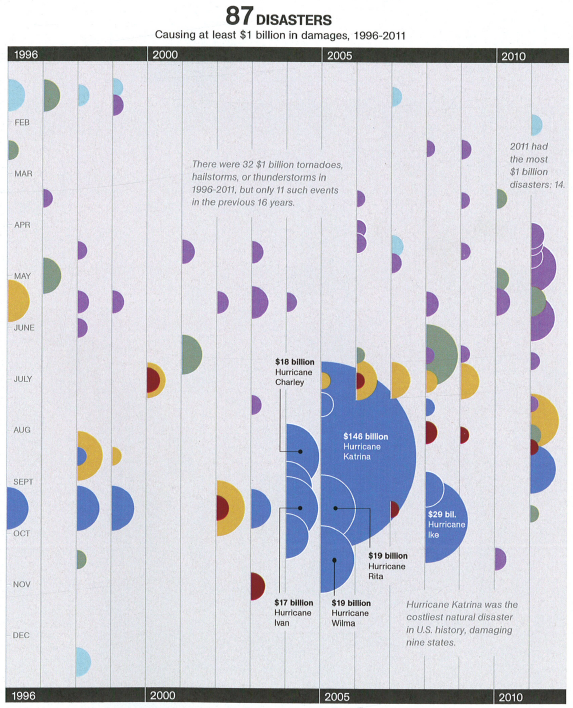 87 DISASTERS
Causing at least $1 billion in damages, 1996-2011
1996 2000 2005 2010
FEB
MAR
APR
MAY
JUNE
JULY
AUG
SEPT
OCT
NOV
DEC
There were 32 $1 billion tornadoes,
hailstorms, or thunderstorms in
1996-2011, but only 11 such events
in the previous 16 years.
2011 had
the most
$1 billion
disasters: 14.
$18 billion
Hurricane
Charley
$146 billion
Hurricane
Katrina
$29 bil.
Hurricane
Ike
$19 billion
Hurricane
Rita
$17 billion
Hurricane
Ivan
$19 billion
Hurricane
Wilma
Hurricane Katrina was the
costliest natural disaster
in U.S. history, damaging
nine states.
1996 2000 2005 2010